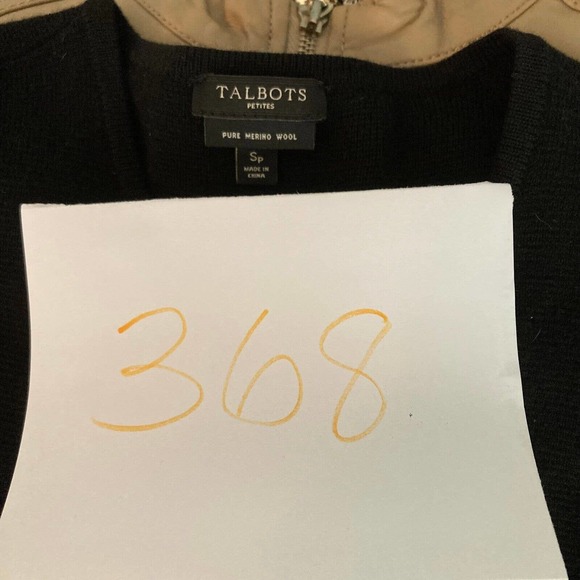 TALBOTS
PETITES
PURE MERINO WOOL
Sp
MADE IN
CHINA
368